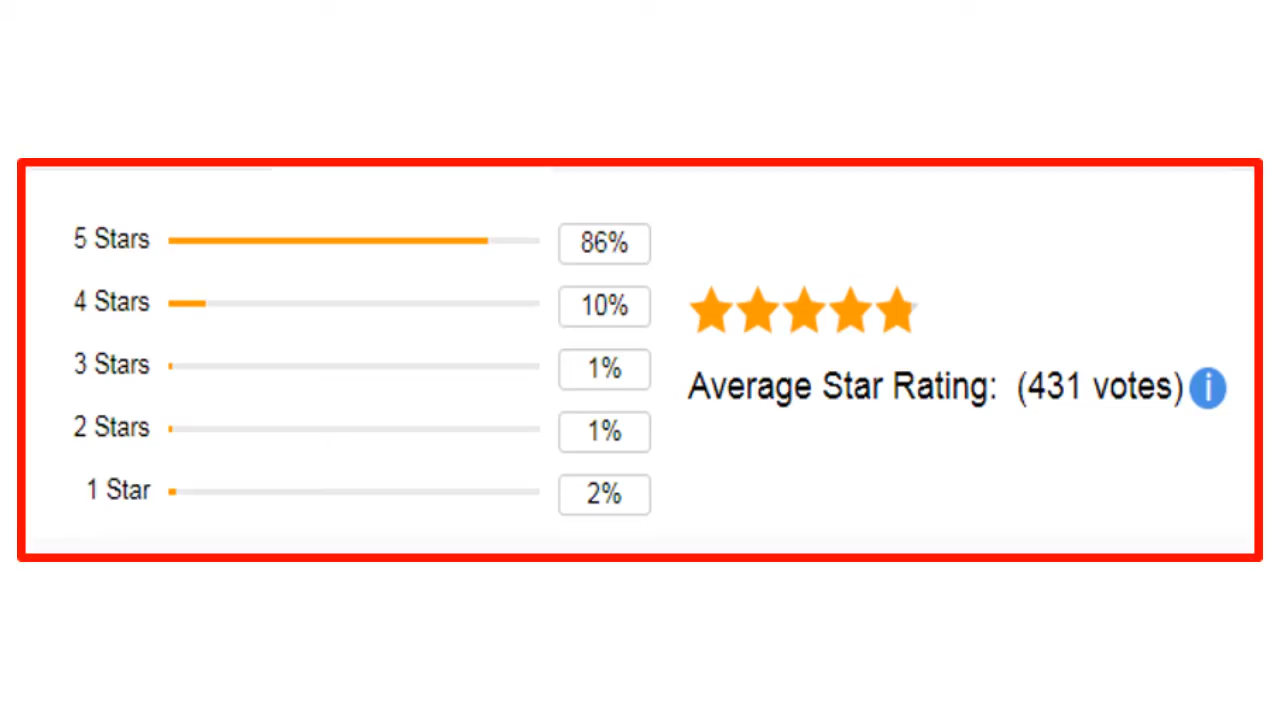 5 Stars 86%
4 Stars 10%
3 Stars 1%
2 Stars 1%
1 Star 2%
Average Star Rating: (431 votes) i